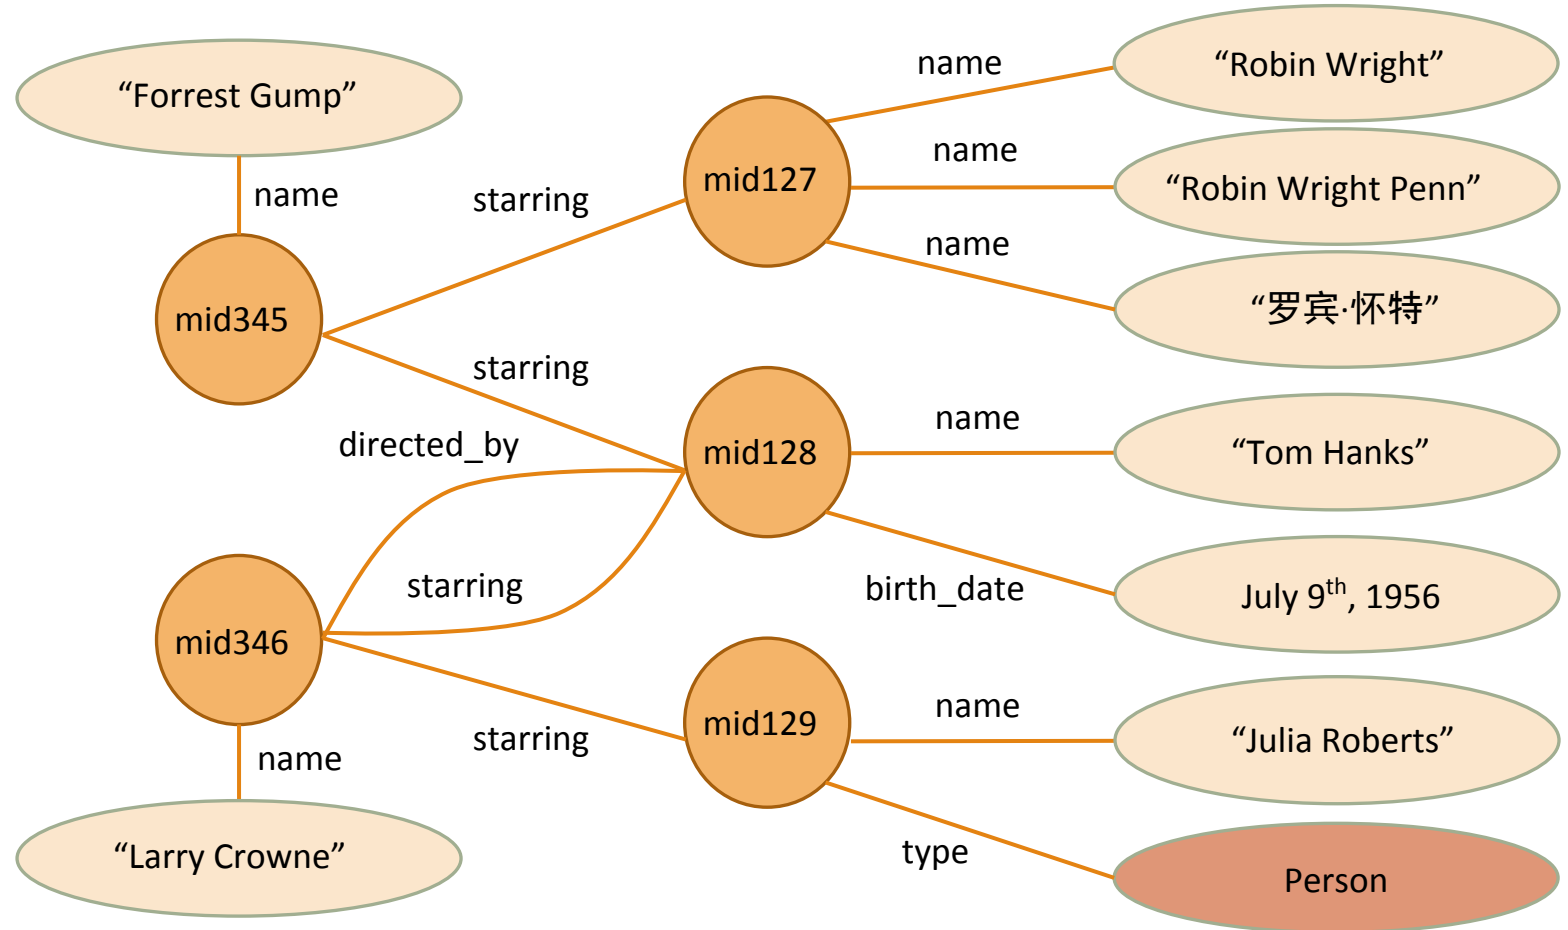 “Forrest Gump”
name
mid345
starring
starring
directed_by
starring
mid346
starring
name
“Larry Crowne”
mid127
name
“Robin Wright”
name
“Robin Wright Penn”
name
“罗宾·怀特”
mid128
name
“Tom Hanks”
birth_date
July 9th, 1956
mid129
name
“Julia Roberts”
type
Person